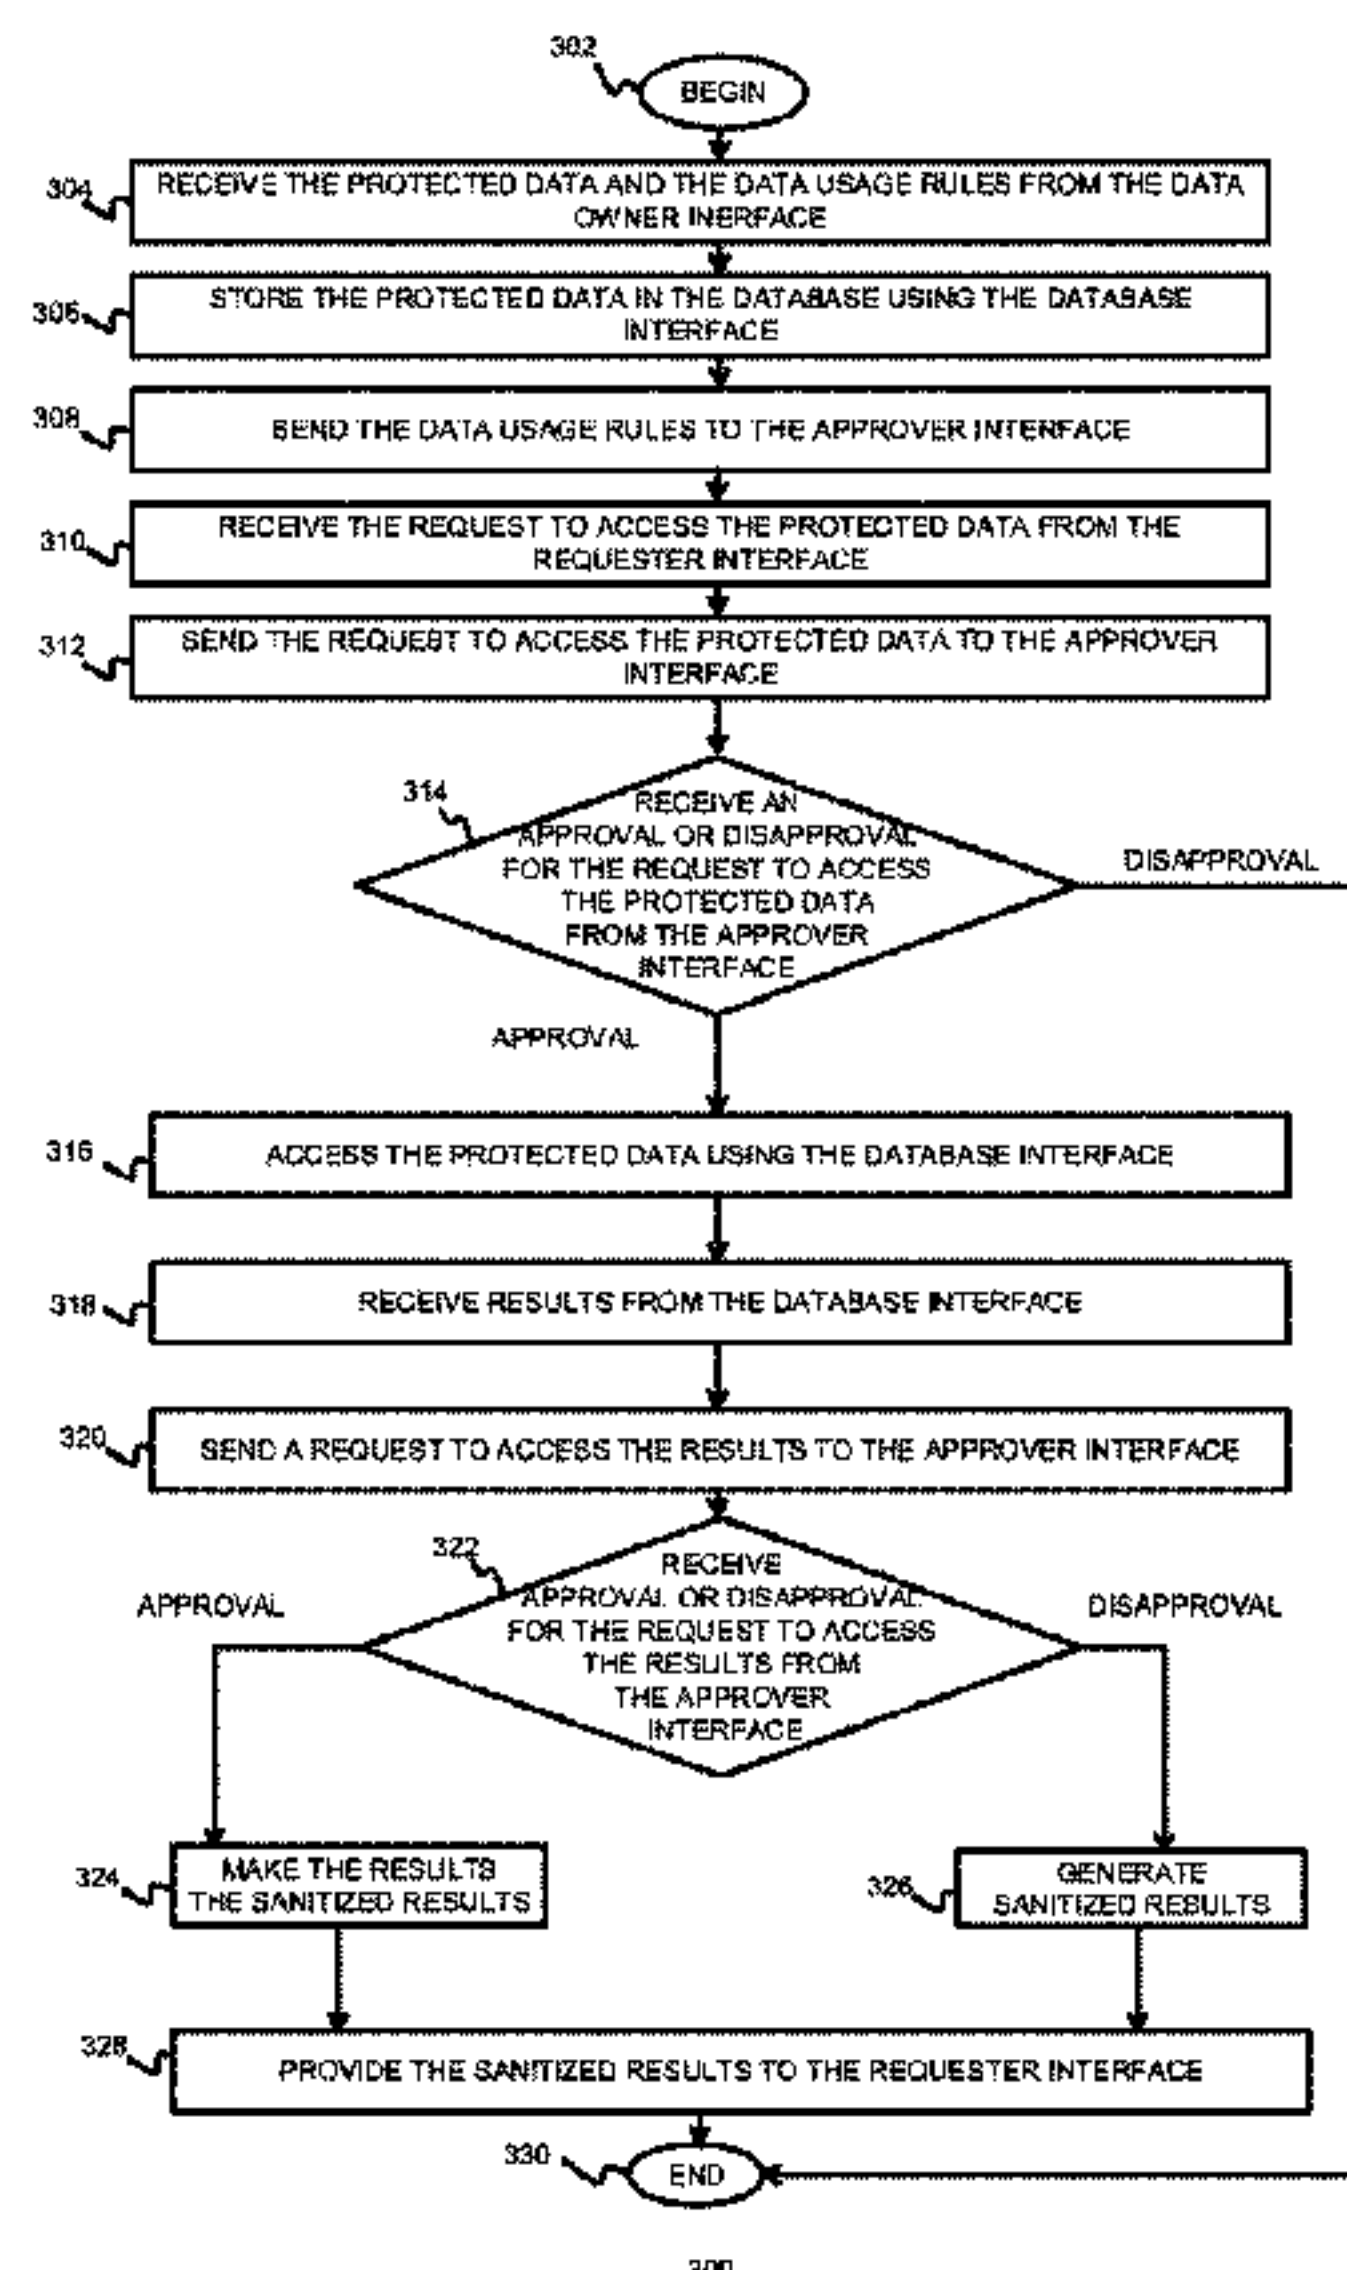 302
BEGIN
304
RECEIVE THE PROTECTED DATA AND THE DATA USAGE RULES FROM THE DATA
OWNER INERFACE
306
STORE THE PROTECTED DATA IN THE DATABASE USING THE DATABASE
INTERFACE
308
SEND THE DATA USAGE RULES TO THE APPROVER INTERFACE
310
RECEIVE THE REQUEST TO ACCESS THE PROTECTED DATA FROM THE
REQUESTER INTERFACE
312
SEND THE REQUEST TO ACCESS THE PROTECTED DATA TO THE APPROVER
INTERFACE
314
RECEIVE AN
APPROVAL OR DISAPPROVAL
FOR THE REQUEST TO ACCESS
THE PROTECTED DATA
FROM THE APPROVER
INTERFACE
DISAPPROVAL
APPROVAL
316
ACCESS THE PROTECTED DATA USING THE DATABASE INTERFACE
318
RECEIVE RESULTS FROM THE DATABASE INTERFACE
320
SEND A REQUEST TO ACCESS THE RESULTS TO THE APPROVER INTERFACE
322
RECEIVE
APPROVAL OR DISAPPROVAL
FOR THE REQUEST TO ACCESS
THE RESULTS FROM
THE APPROVER
INTERFACE
APPROVAL
DISAPPROVAL
324
MAKE THE RESULTS
THE SANITIZED RESULTS
326
GENERATE
SANITIZED RESULTS
328
PROVIDE THE SANITIZED RESULTS TO THE REQUESTER INTERFACE
330
END